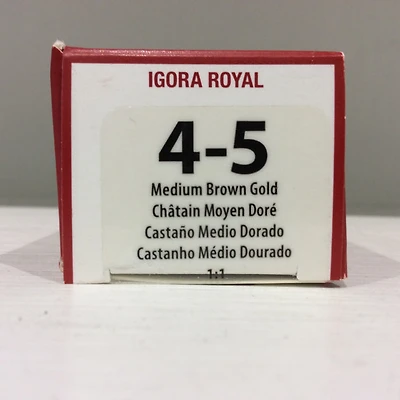 IGORA ROYAL
4-5
Medium Brown Gold
Châtain Moyen Doré
Castaño Medio Dorado
Castanho Médio Dourado
1:1